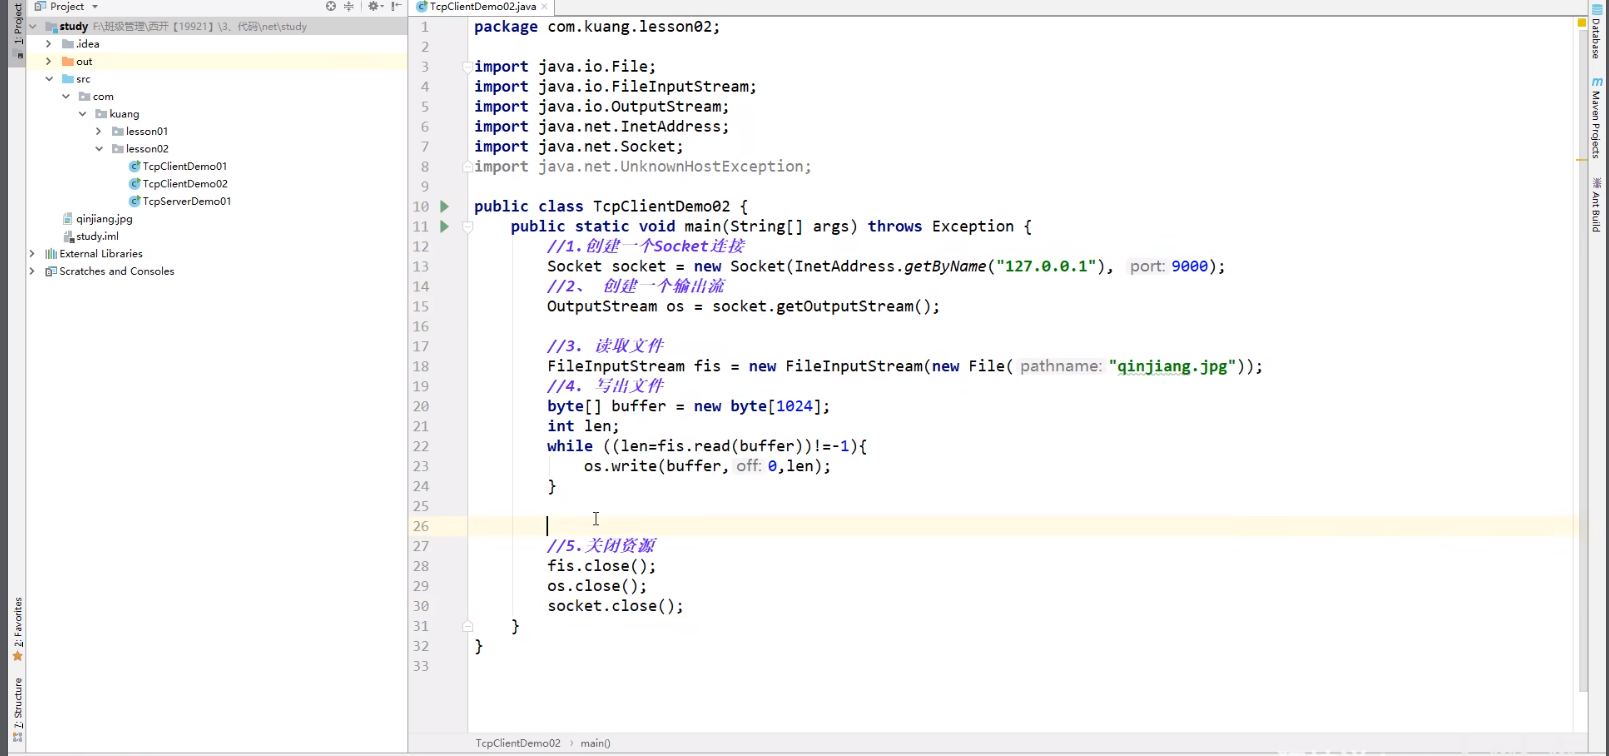 1: Project
Project
study F:\班级管理\西开【19921】\3、代码\net\study
.idea
out
src
com
kuang
lesson01
lesson02
TcpClientDemo01
TcpClientDemo02
TcpServerDemo01
qinjiang.jpg
study.iml
External Libraries
Scratches and Consoles
2: Favorites
7: Structure
TcpClientDemo02.java
1 package com.kuang.lesson02;
2
3 import java.io.File;
4 import java.io.FileInputStream;
5 import java.io.OutputStream;
6 import java.net.InetAddress;
7 import java.net.Socket;
8 import java.net.UnknownHostException;
9
10 public class TcpClientDemo02 {
11 public static void main(String[] args) throws Exception {
12 //1.创建一个Socket连接
13 Socket socket = new Socket(InetAddress.getByName("127.0.0.1"), port: 9000);
14 //2、 创建一个输出流
15 OutputStream os = socket.getOutputStream();
16
17 //3. 读取文件
18 FileInputStream fis = new FileInputStream(new File( pathname: "qinjiang.jpg"));
19 //4. 写出文件
20 byte[] buffer = new byte[1024];
21 int len;
22 while ((len=fis.read(buffer))!=-1){
23 os.write(buffer, off: 0,len);
24 }
25
26
27 //5.关闭资源
28 fis.close();
29 os.close();
30 socket.close();
31 }
32 }
33
TcpClientDemo02 › main()
Database
Maven Projects
Ant Build